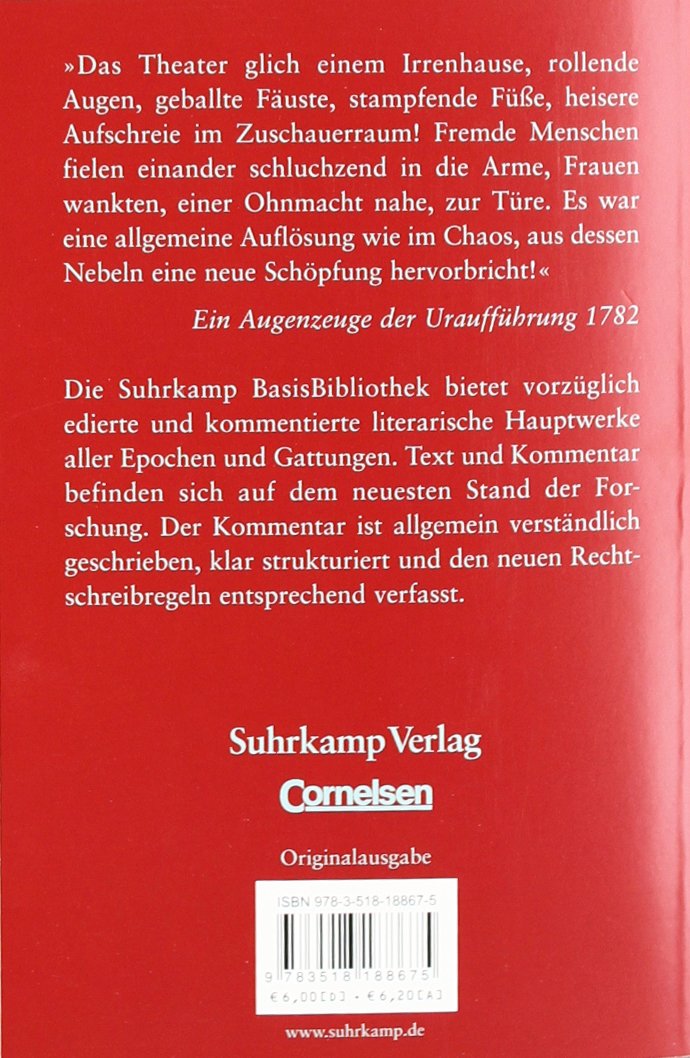 »Das Theater glich einem Irrenhause, rollende
Augen, geballte Fäuste, stampfende Füße, heisere
Aufschreie im Zuschauerraum! Fremde Menschen
fielen einander schluchzend in die Arme, Frauen
wankten, einer Ohnmacht nahe, zur Türe. Es war
eine allgemeine Auflösung wie im Chaos, aus dessen
Nebeln eine neue Schöpfung hervorbricht!«
Ein Augenzeuge der Uraufführung 1782
Die Suhrkamp BasisBibliothek bietet vorzüglich
edierte und kommentierte literarische Hauptwerke
aller Epochen und Gattungen. Text und Kommentar
befinden sich auf dem neuesten Stand der For-
schung. Der Kommentar ist allgemein verständlich
geschrieben, klar strukturiert und den neuen Recht-
schreibregeln entsprechend verfasst.
Suhrkamp Verlag
Cornelsen
Originalausgabe
ISBN 978-3-518-18867-5
9 783518 188675
€ 6,00[D] · € 6,20[A]
www.suhrkamp.de